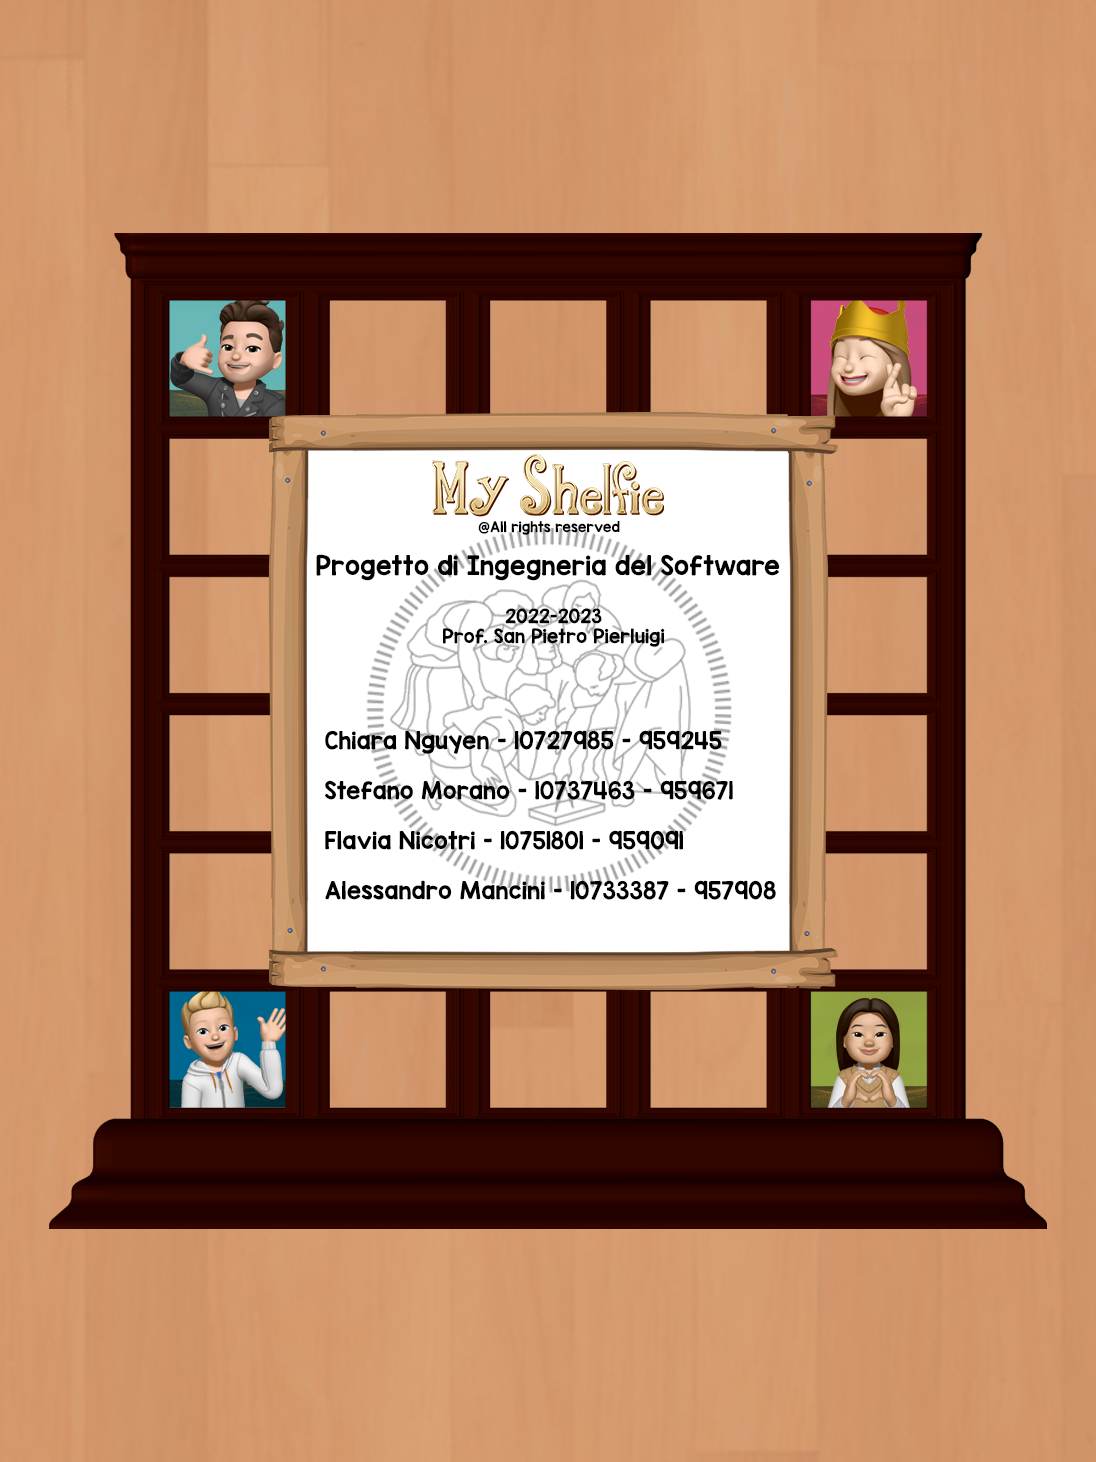 My Shelfie
@All rights reserved
Progetto di Ingegneria del Software
2022-2023
Prof. San Pietro Pierluigi
Chiara Nguyen - 10727985 - 959245
Stefano Morano - 10737463 - 959671
Flavia Nicotri - 10751801 - 959091
Alessandro Mancini - 10733387 - 957908